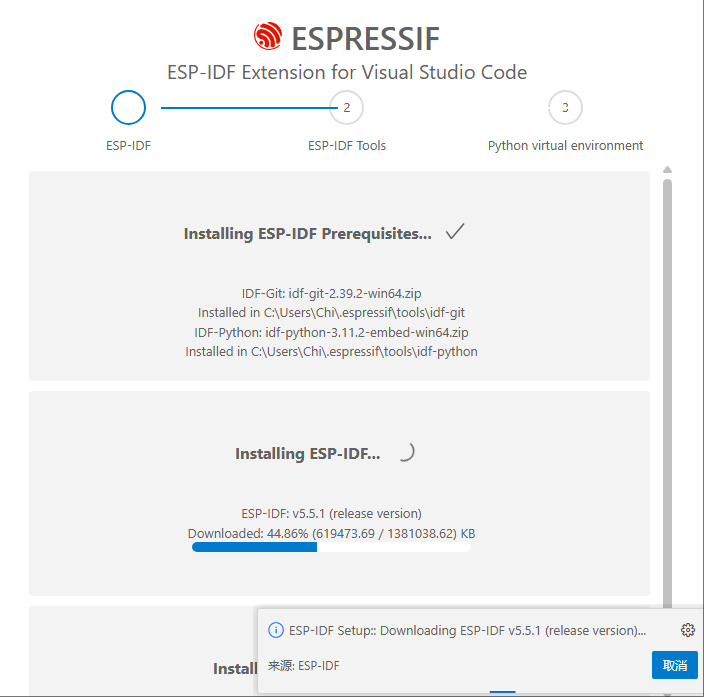 ESPRESSIF
ESP-IDF Extension for Visual Studio Code
2
3
ESP-IDF
ESP-IDF Tools
Python virtual environment
Installing ESP-IDF Prerequisites...
IDF-Git: idf-git-2.39.2-win64.zip
Installed in C:\Users\Chi\.espressif\tools\idf-git
IDF-Python: idf-python-3.11.2-embed-win64.zip
Installed in C:\Users\Chi\.espressif\tools\idf-python
Installing ESP-IDF...
ESP-IDF: v5.5.1 (release version)
Downloaded: 44.86% (619473.69 / 1381038.62) KB
ESP-IDF Setup:: Downloading ESP-IDF v5.5.1 (release version)...
Install
来源: ESP-IDF
取消